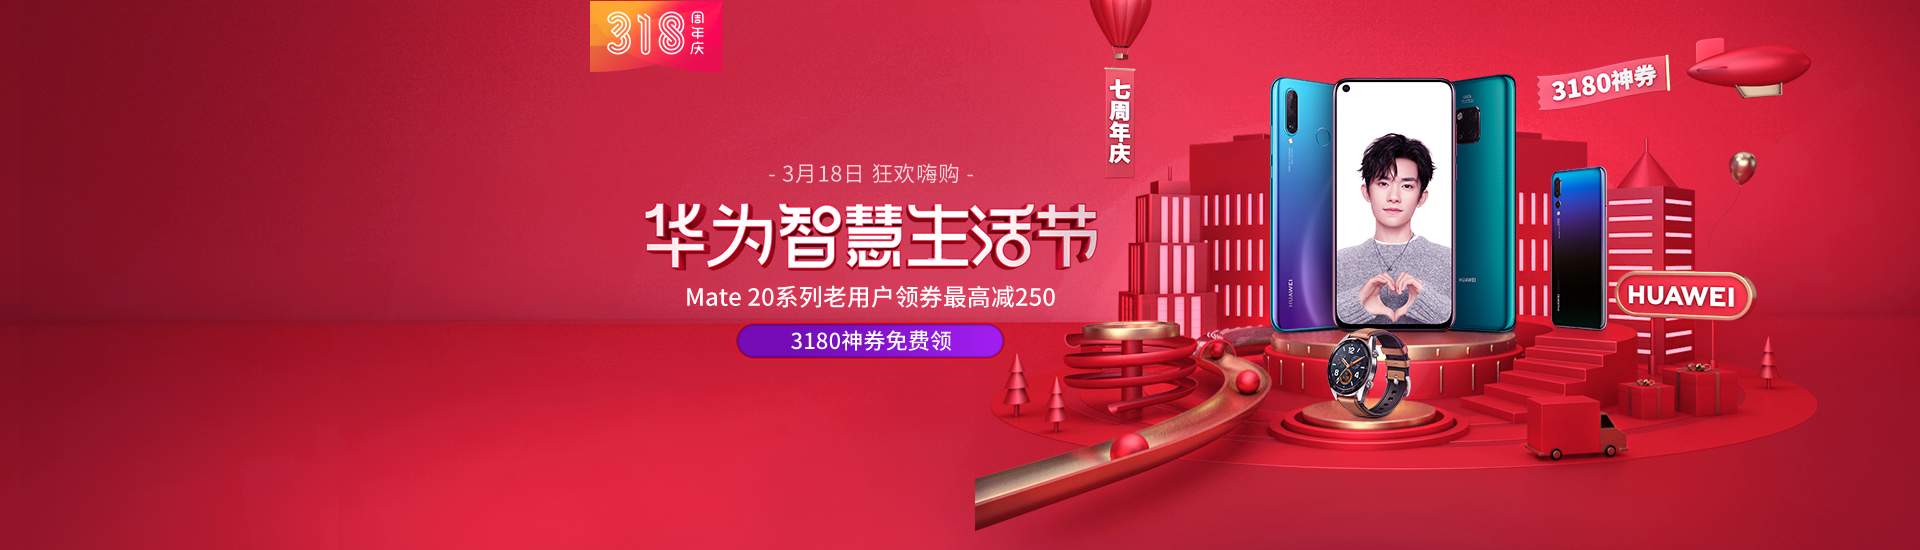 318
周年庆
- 3月18日 狂欢嗨购 -
华为智慧生活节
Mate 20系列老用户领券最高减250
3180神券免费领
七周年庆
3180神券
HUAWEI
HUAWEI
HUAWEI